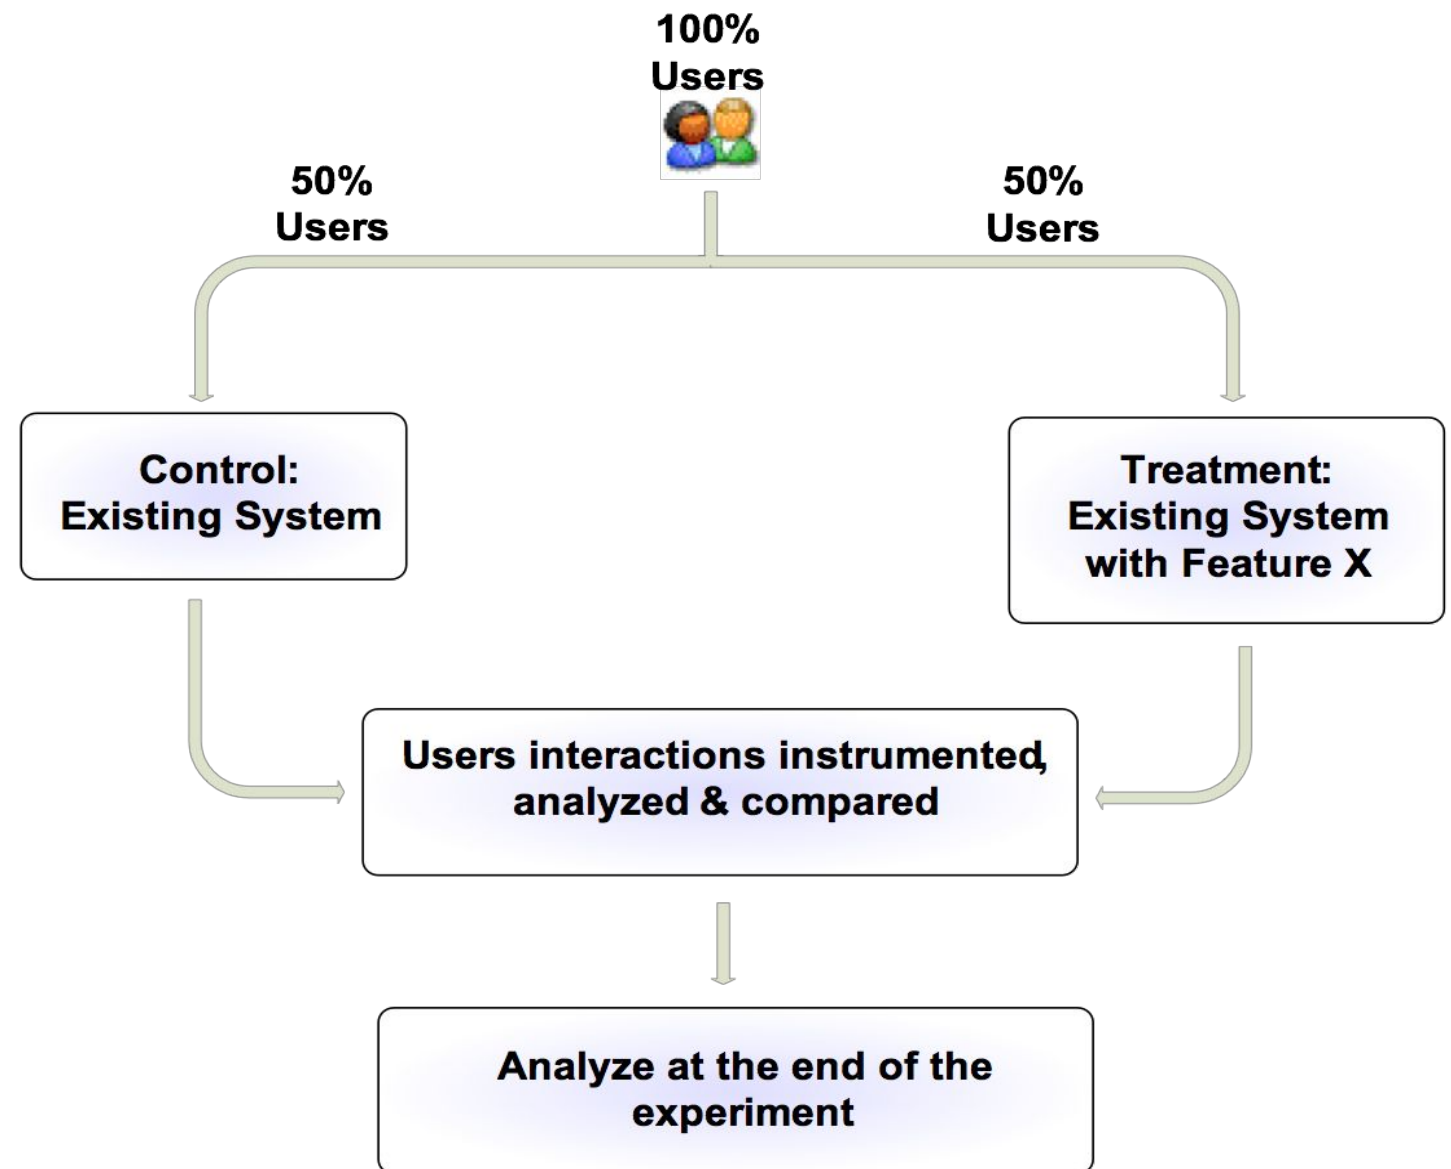 100%
Users
50%
Users
50%
Users
Control:
Existing System
Treatment:
Existing System
with Feature X
Users interactions instrumented,
analyzed & compared
Analyze at the end of the
experiment